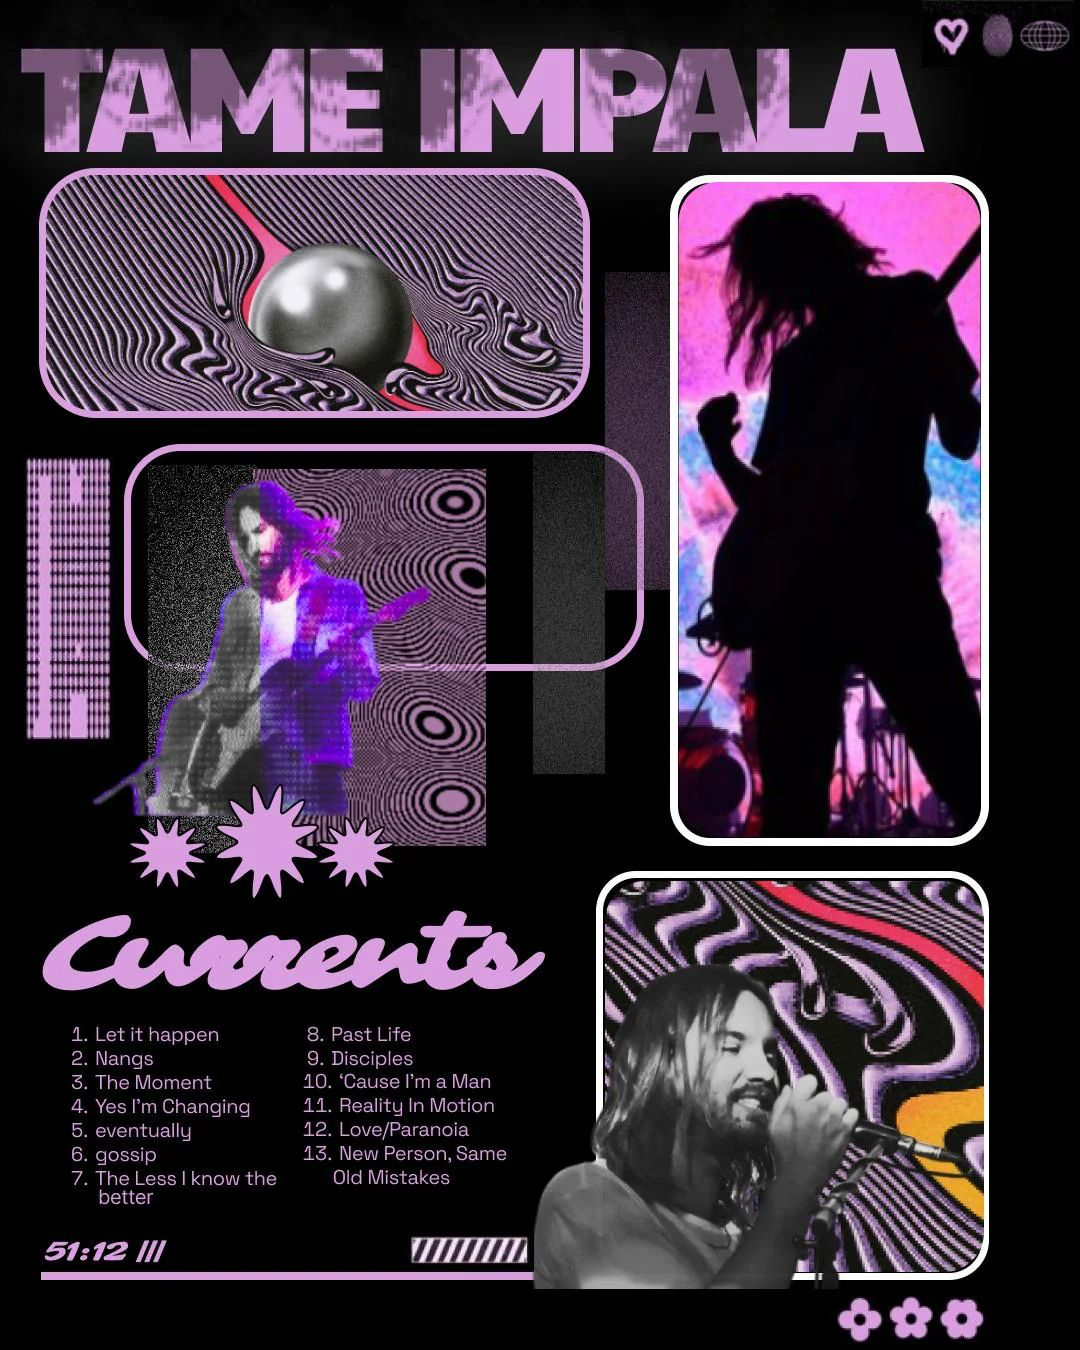 TAME IMPALA
Currents
1. Let it happen
2. Nangs
3. The Moment
4. Yes I'm Changing
5. eventually
6. gossip
7. The Less I know the
better
8. Past Life
9. Disciples
10. ‘Cause I'm a Man
11. Reality In Motion
12. Love/Paranoia
13. New Person, Same
Old Mistakes
51:12 ///